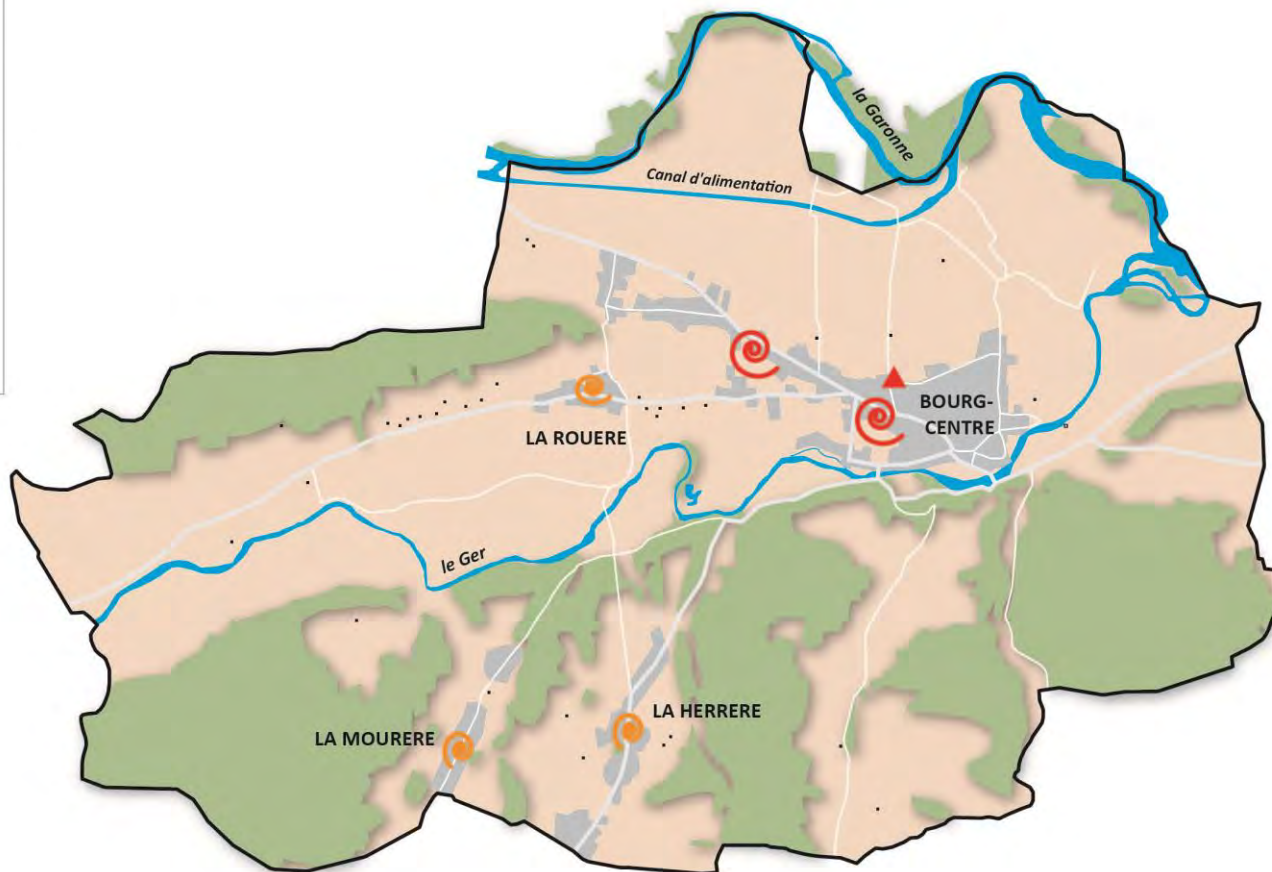 la Garonne
Canal d'alimentation
BOURG-
CENTRE
LA ROUERE
le Ger
LA HERRERE
LA MOURERE